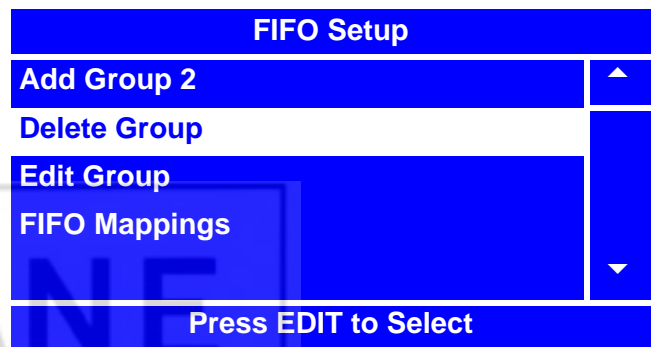 FIFO Setup
Add Group 2
Delete Group
Edit Group
FIFO Mappings
Press EDIT to Select